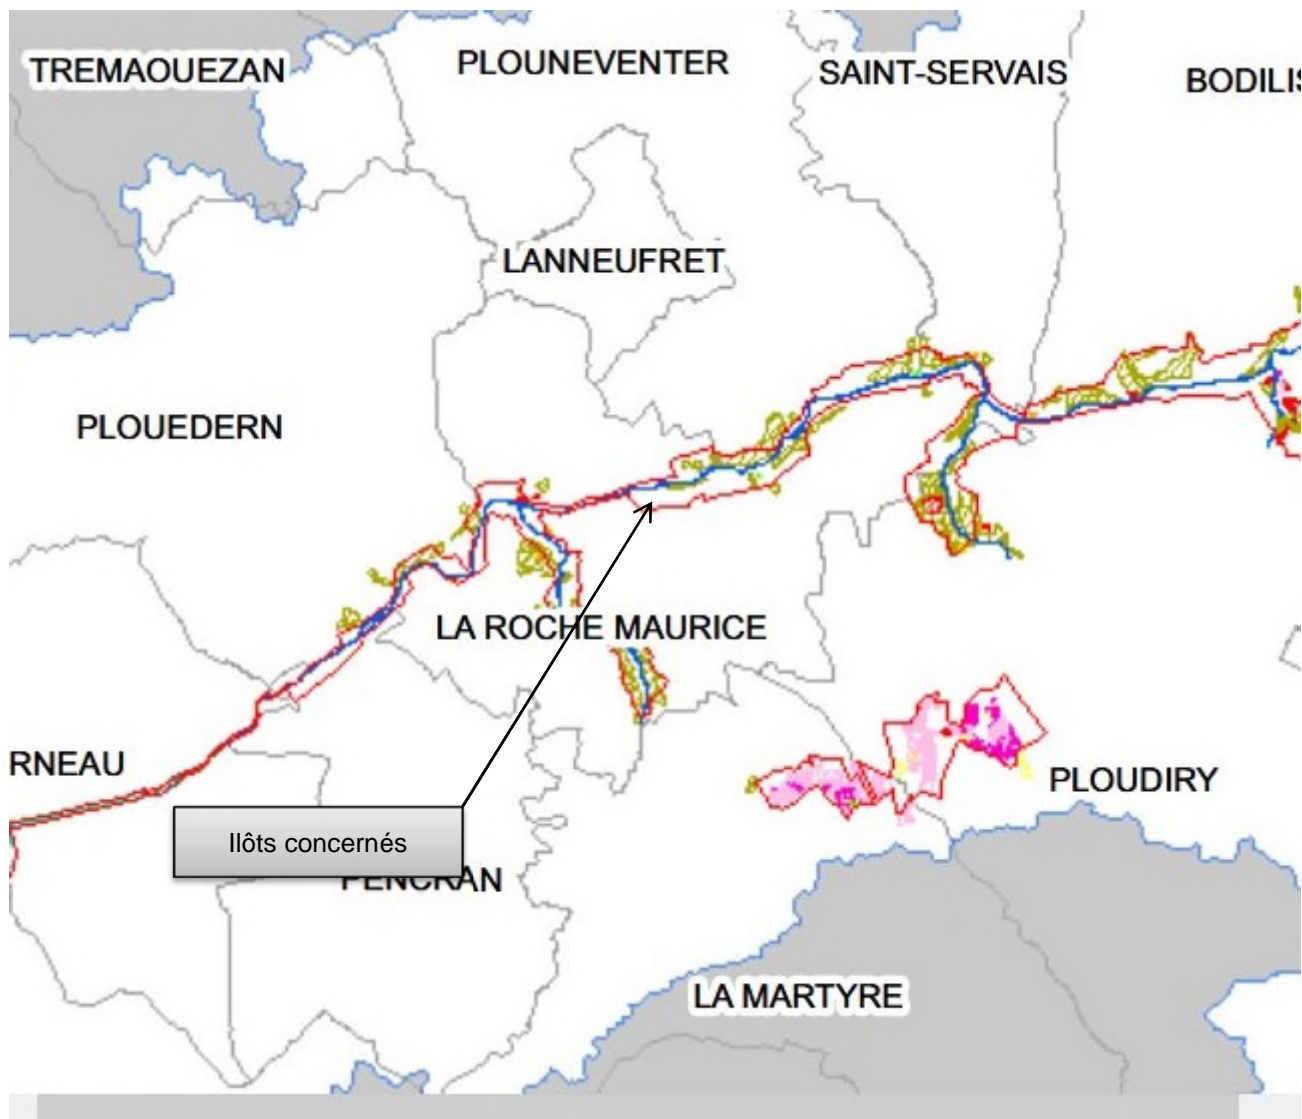 TREMAOUEZAN
PLOUNEVENTER
SAINT-SERVAIS
BODILIS
LANNEUFRET
PLOUEDERN
LA ROCHE MAURICE
RNEAU
PLOUDIRY
Ilôts concernés
PENCRAN
LA MARTYRE